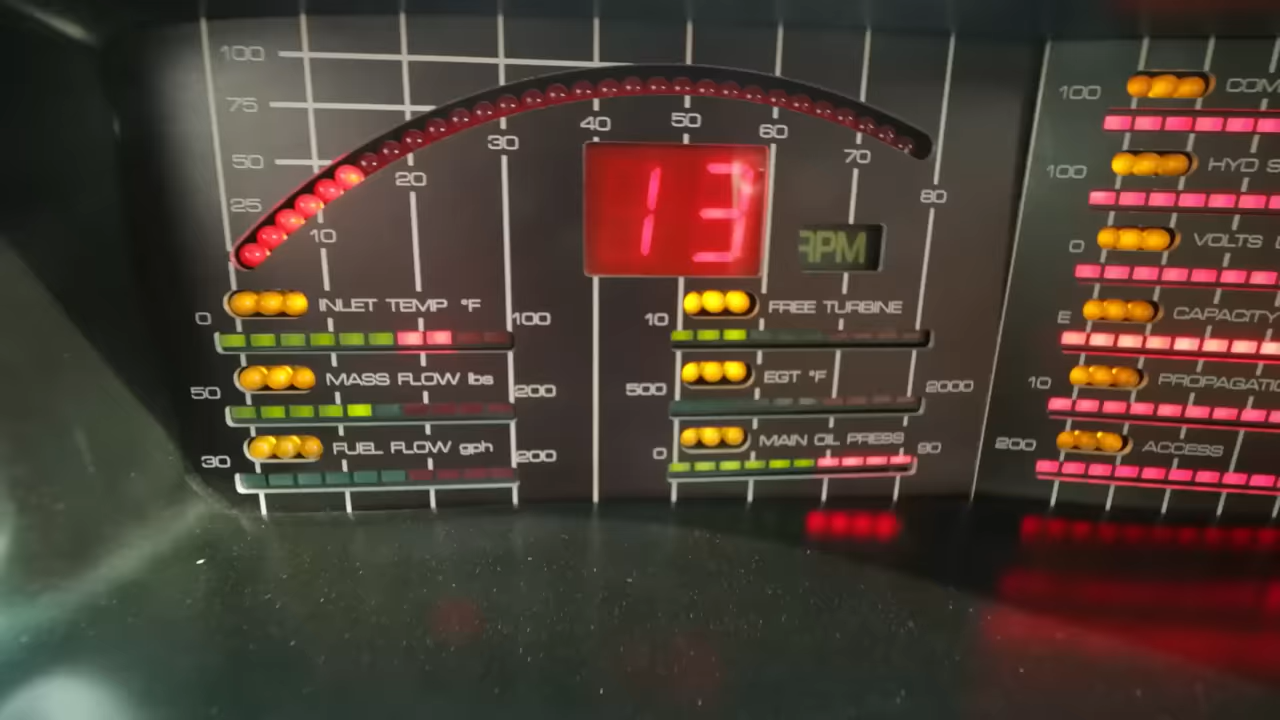 100
75
50
25
10
20
30
40
50
60
70
80
13
RPM
0 INLET TEMP °F 100
50 MASS FLOW lbs 200
30 FUEL FLOW gph 200
10 FREE TURBINE
500 EGT °F 2000
0 MAIN OIL PRESS 90
100
100 HYD
0 VOLTS
E CAPACITY
10
200 ACCESS